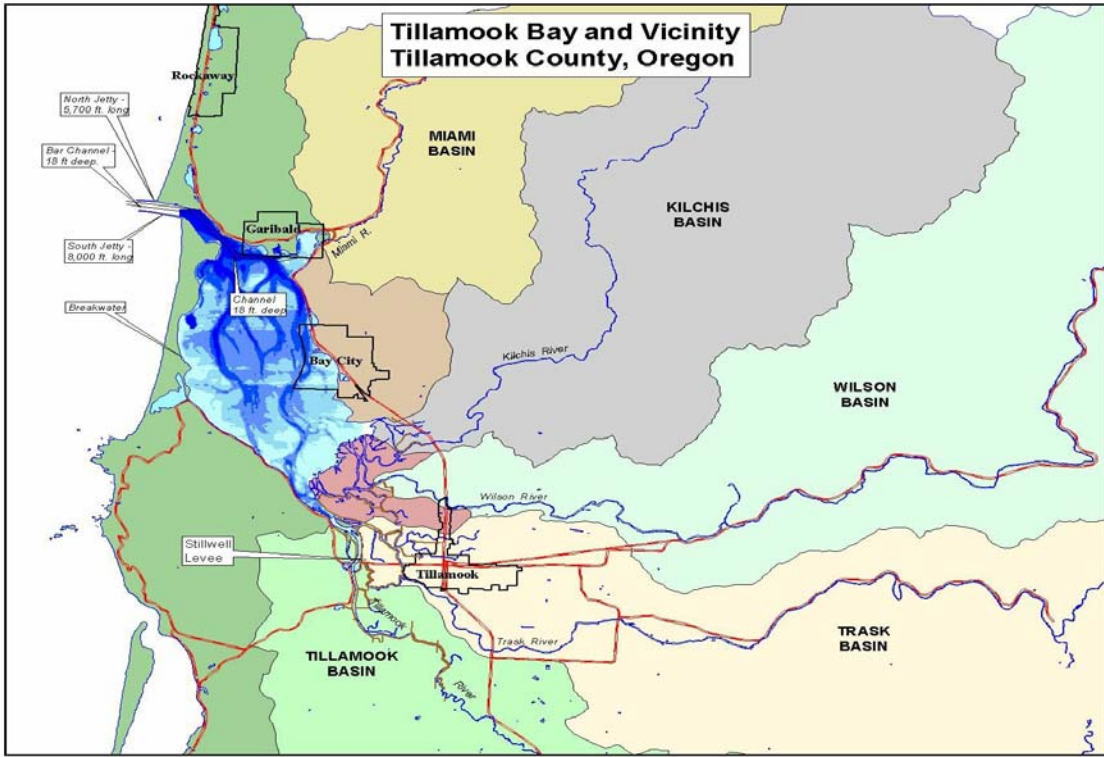 Tillamook Bay and Vicinity
Tillamook County, Oregon
Rockaway
North Jetty -
5,700 ft. long
Bar Channel -
18 ft deep.
South Jetty -
8,000 ft. long
Breakwater
Garibald
Miami R.
Channel
18 ft. deep
MIAMI
BASIN
KILCHIS
BASIN
Bay City
Kilchis River
WILSON
BASIN
Wilson River
Stillwell
Levee
Tillamook
Tillamook
River
Trask River
TRASK
BASIN
TILLAMOOK
BASIN